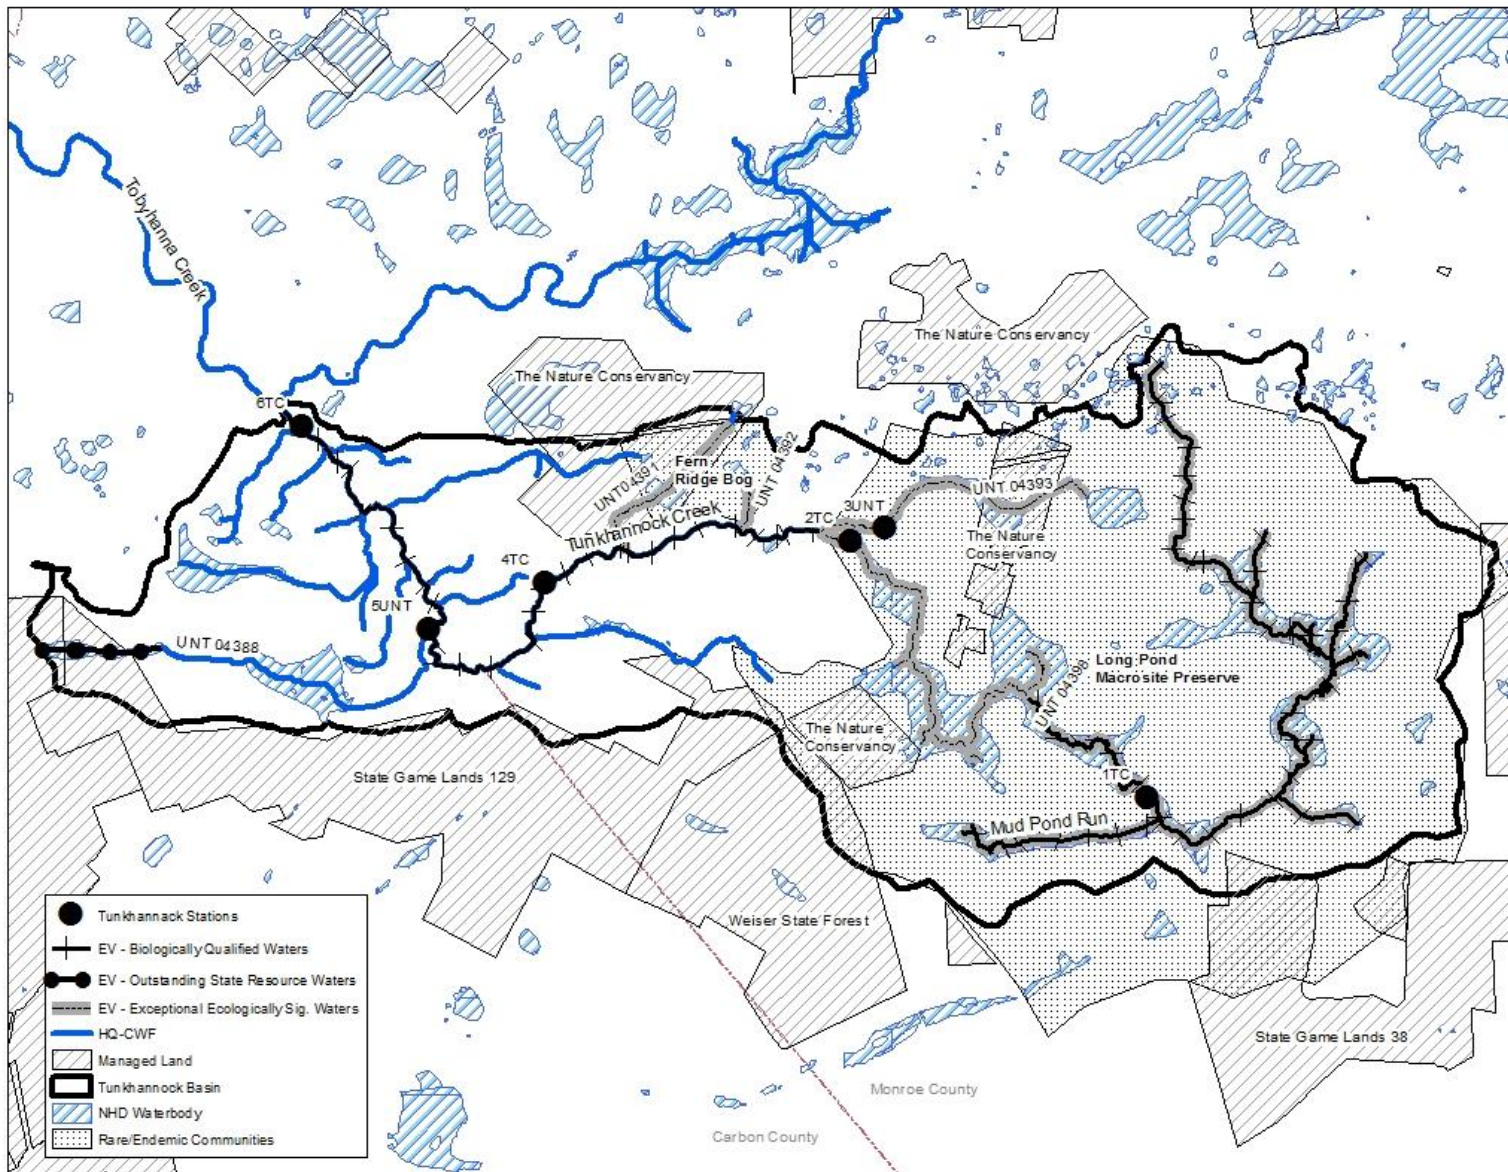 Tobyhanna Creek
The Nature Conservancy
The Nature Conservancy
6TC
Fern
Ridge Bog
UNT04391
UNT 04392
Tunkhannock Creek
2TC
3UNT
UNT 04393
The Nature
Conservancy
4TC
5UNT
UNT 04388
Long Pond
Macrosite Preserve
UNT 04398
The Nature
Conservancy
1TC
Mud Pond Run
State Game Lands 129
Weiser State Forest
State Game Lands 38
Monroe County
Carbon County
Tunkhannack Stations
EV - Biologically Qualified Waters
EV - Outstanding State Resource Waters
EV - Exceptional Ecologically Sig. Waters
HQ-CWF
Managed Land
Tunkhannock Basin
NHD Waterbody
Rare/Endemic Communities